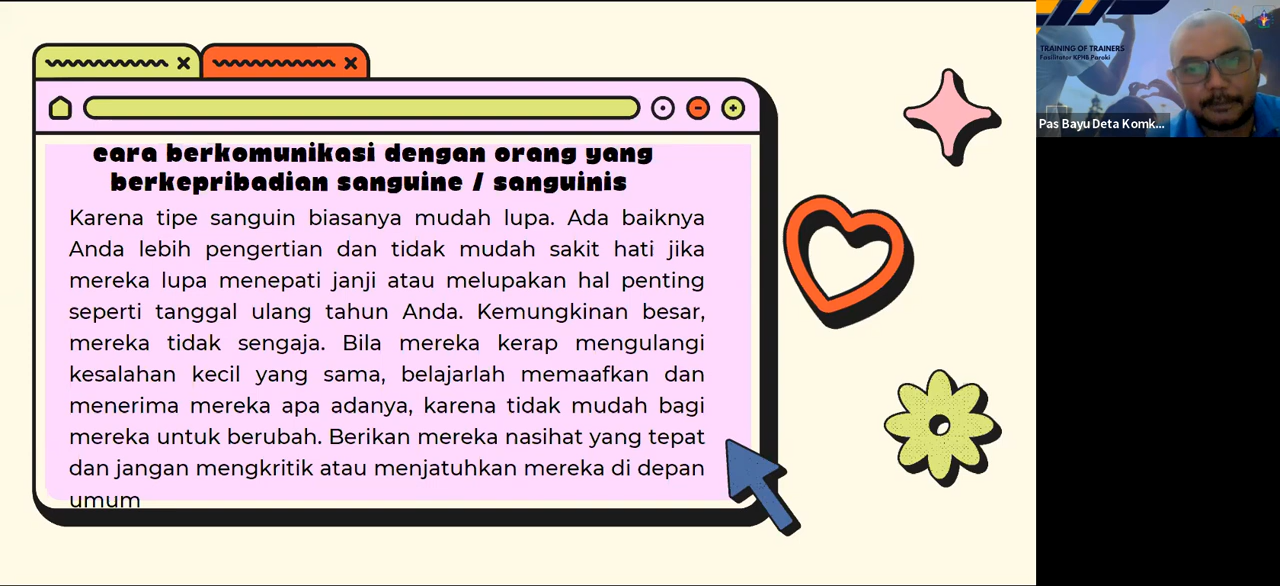 cara berkomunikasi dengan orang yang
berkepribadian sanguine / sanguinis
Karena tipe sanguin biasanya mudah lupa. Ada baiknya
Anda lebih pengertian dan tidak mudah sakit hati jika
mereka lupa menepati janji atau melupakan hal penting
seperti tanggal ulang tahun Anda. Kemungkinan besar,
mereka tidak sengaja. Bila mereka kerap mengulangi
kesalahan kecil yang sama, belajarlah memaafkan dan
menerima mereka apa adanya, karena tidak mudah bagi
mereka untuk berubah. Berikan mereka nasihat yang tepat
dan jangan mengkritik atau menjatuhkan mereka di depan
umum
TRAINING OF TRAINERS
Fasilitator KPNB Paroki
Pas Bayu Deta Komk...